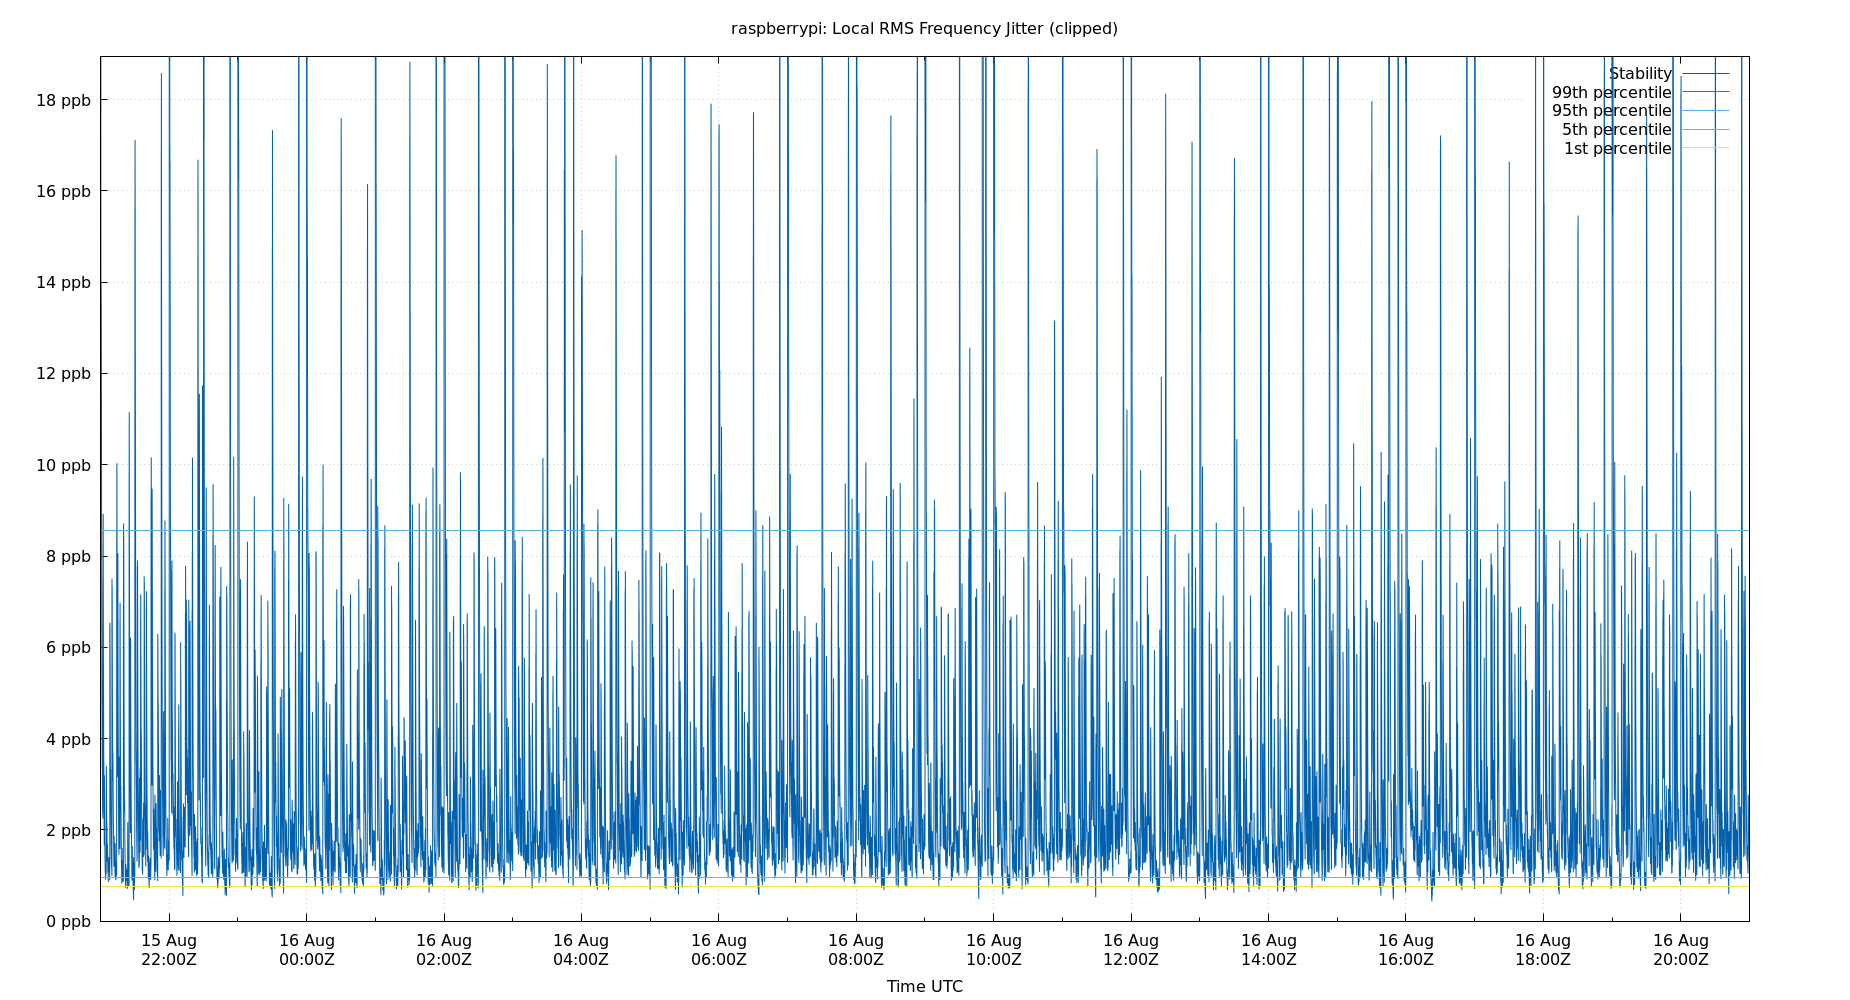 raspberrypi: Local RMS Frequency Jitter (clipped)
Stability
99th percentile
95th percentile
5th percentile
1st percentile
18 ppb
16 ppb
14 ppb
12 ppb
10 ppb
8 ppb
6 ppb
4 ppb
2 ppb
0 ppb
15 Aug 16 Aug 16 Aug 16 Aug 16 Aug 16 Aug 16 Aug 16 Aug 16 Aug 16 Aug 16 Aug 16 Aug
22:00Z 00:00Z 02:00Z 04:00Z 06:00Z 08:00Z 10:00Z 12:00Z 14:00Z 16:00Z 18:00Z 20:00Z
Time UTC